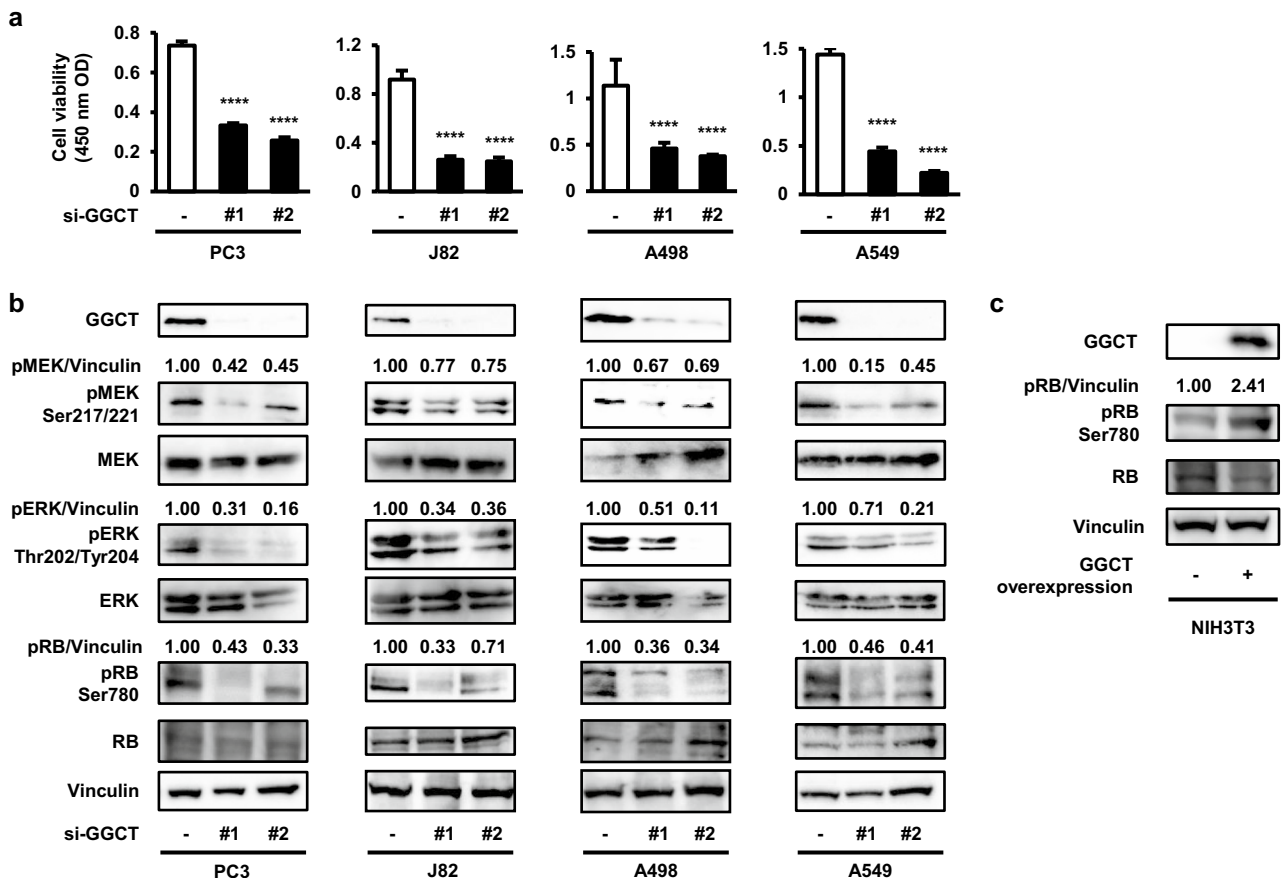 a
Cell viability
(450 nm OD)
0.8
0.6
0.4
0.2
0
1.2
0.8
0.4
0
1.5
1
0.5
0
1.5
1
0.5
0
**** ****
**** ****
**** ****
**** ****
si-GGCT - #1 #2 - #1 #2 - #1 #2 - #1 #2
PC3 J82 A498 A549
b
GGCT
pMEK/Vinculin 1.00 0.42 0.45 1.00 0.77 0.75 1.00 0.67 0.69 1.00 0.15 0.45
pMEK
Ser217/221
MEK
pERK/Vinculin 1.00 0.31 0.16 1.00 0.34 0.36 1.00 0.51 0.11 1.00 0.71 0.21
pERK
Thr202/Tyr204
ERK
pRB/Vinculin 1.00 0.43 0.33 1.00 0.33 0.71 1.00 0.36 0.34 1.00 0.46 0.41
pRB
Ser780
RB
Vinculin
si-GGCT - #1 #2 - #1 #2 - #1 #2 - #1 #2
PC3 J82 A498 A549
c
GGCT
pRB/Vinculin 1.00 2.41
pRB
Ser780
RB
Vinculin
GGCT
overexpression - +
NIH3T3